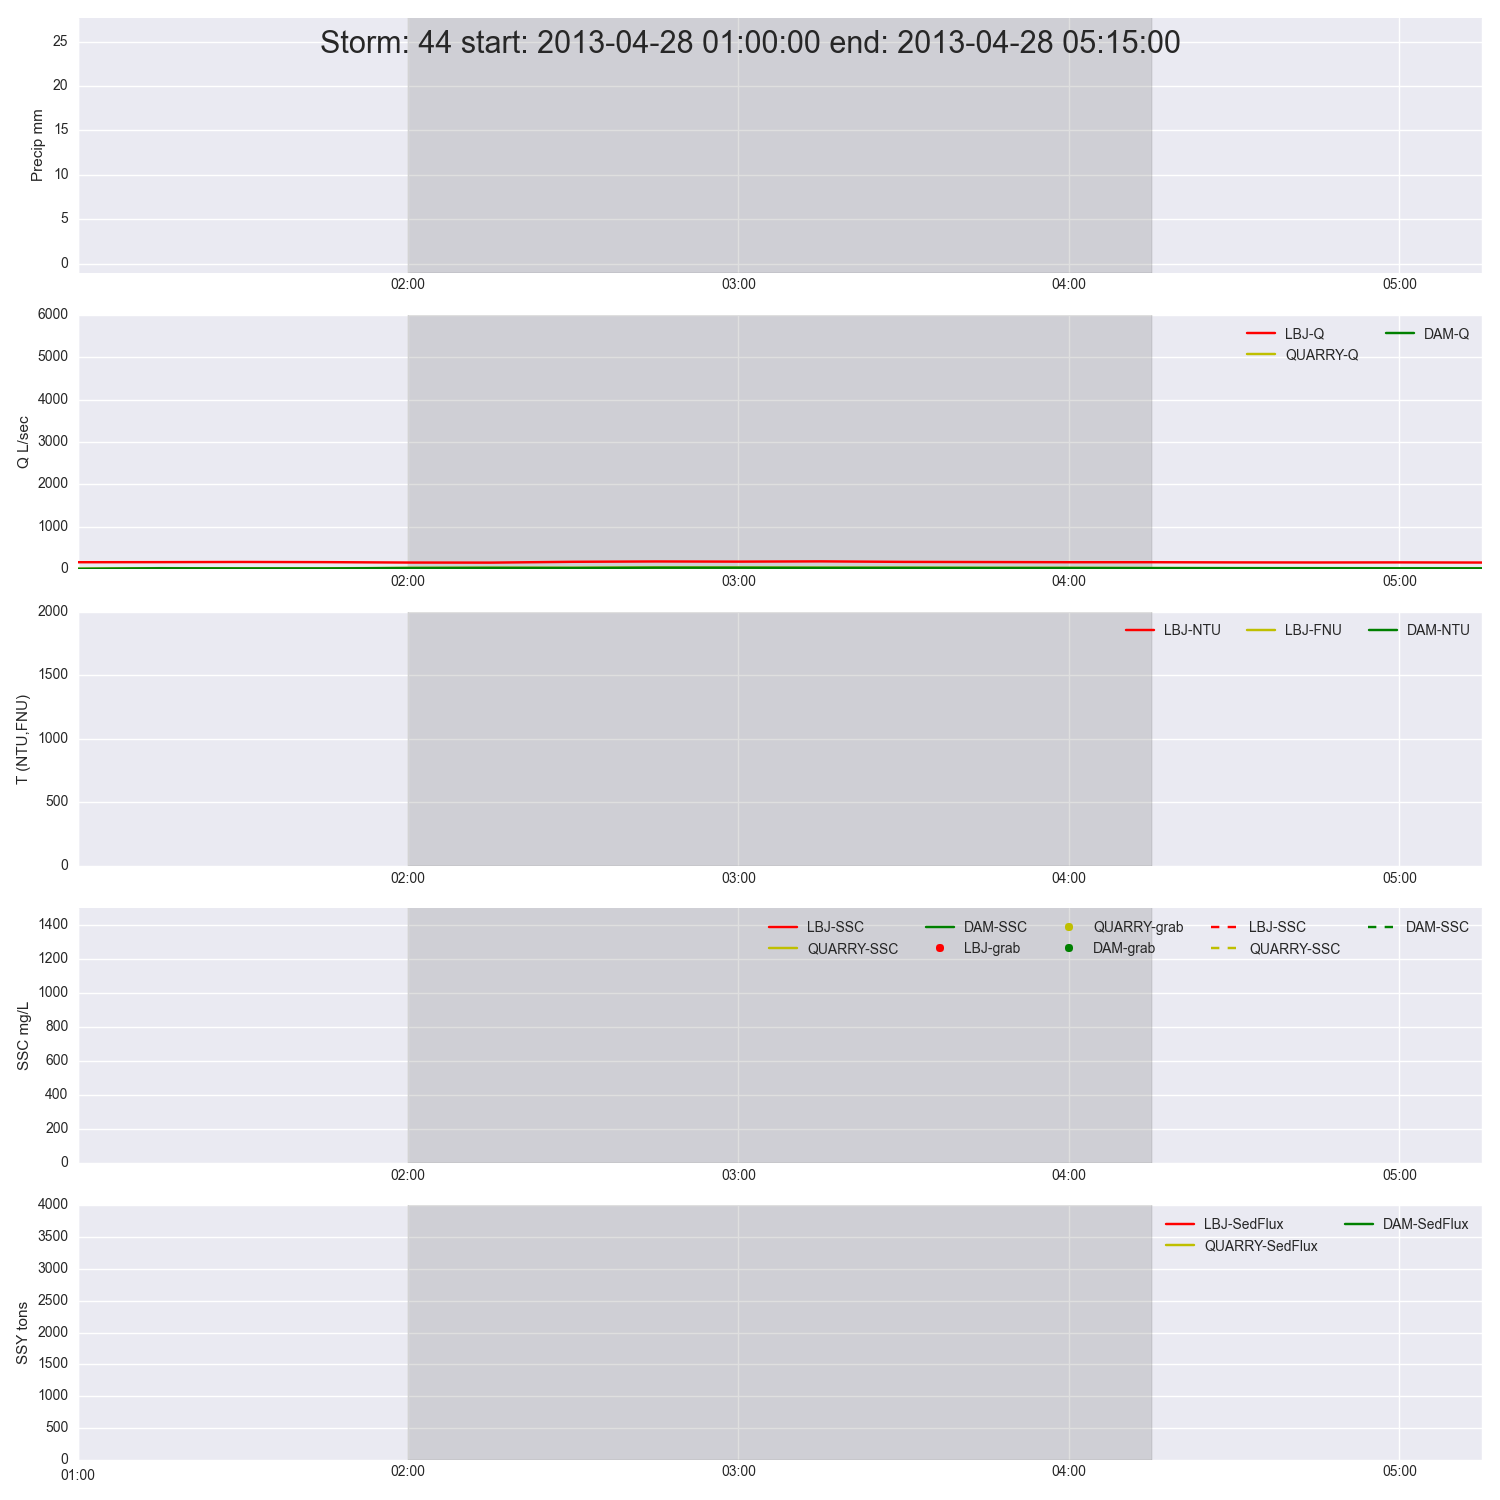 Storm: 44 start: 2013-04-28 01:00:00 end: 2013-04-28 05:15:00
Precip mm
25
20
15
10
5
0
02:00 03:00 04:00 05:00
Q L/sec
6000
5000
4000
3000
2000
1000
0
LBJ-Q DAM-Q
QUARRY-Q
02:00 03:00 04:00 05:00
T (NTU,FNU)
2000
1500
1000
500
0
LBJ-NTU LBJ-FNU DAM-NTU
02:00 03:00 04:00 05:00
SSC mg/L
1400
1200
1000
800
600
400
200
0
LBJ-SSC DAM-SSC QUARRY-grab LBJ-SSC DAM-SSC
QUARRY-SSC LBJ-grab DAM-grab QUARRY-SSC
02:00 03:00 04:00 05:00
SSY tons
4000
3500
3000
2500
2000
1500
1000
500
0
LBJ-SedFlux DAM-SedFlux
QUARRY-SedFlux
01:00 02:00 03:00 04:00 05:00